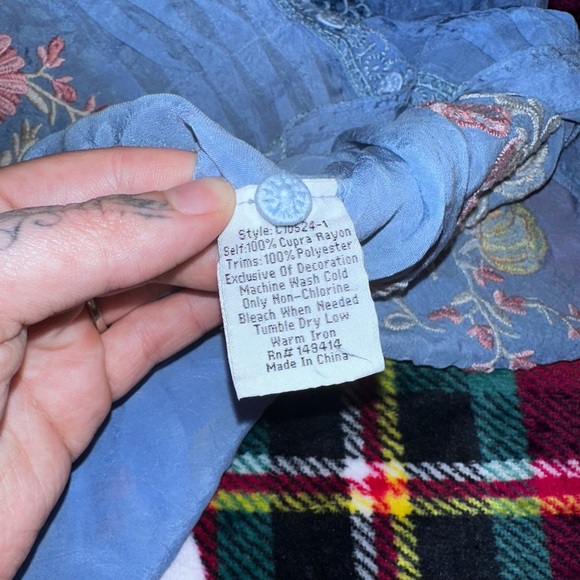 Style: C10524-1
Self:100% Cupra Rayon
Trims: 100% Polyester
Exclusive Of Decoration
Machine Wash Cold
Only Non-Chlorine
Bleach When Needed
Tumble Dry Low
Warm Iron
Rn# 149414
Made In China